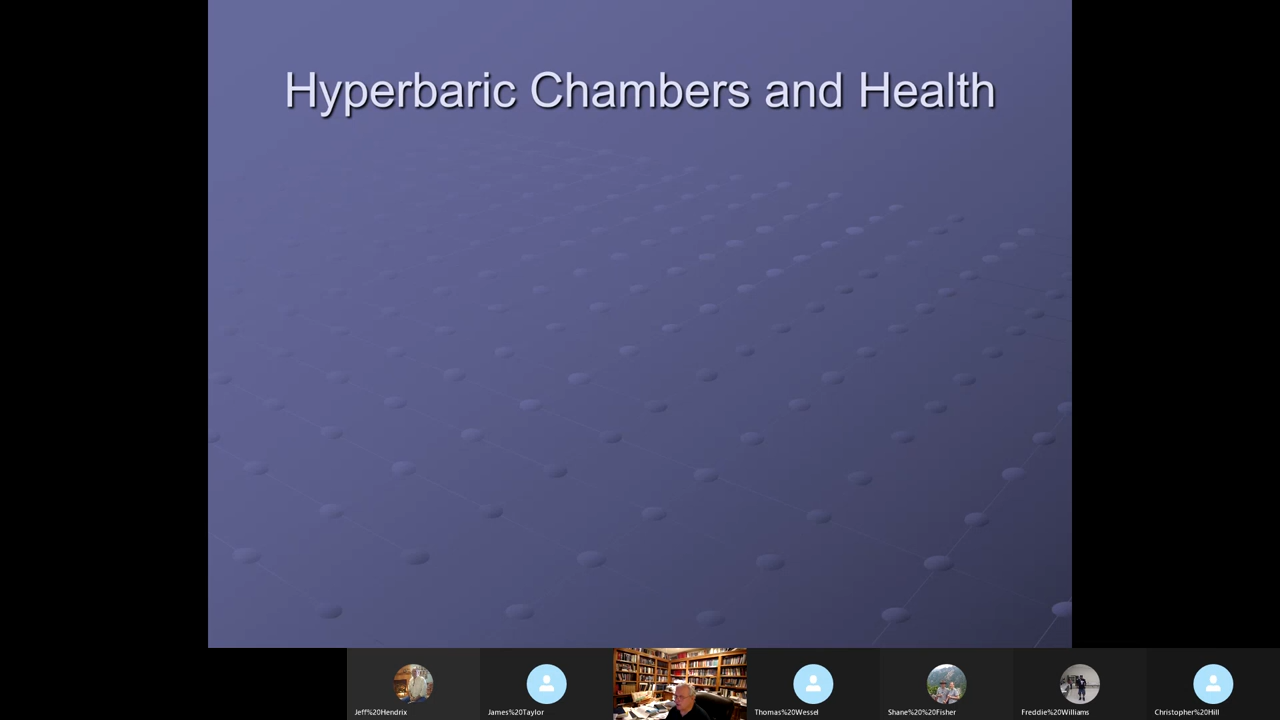 Hyperbaric Chambers and Health
Jeff%20Hendrix
James%20Taylor
Thomas%20Wessel
Shane%20%20Fisher
Freddie%20Williams
Christopher%20Hill